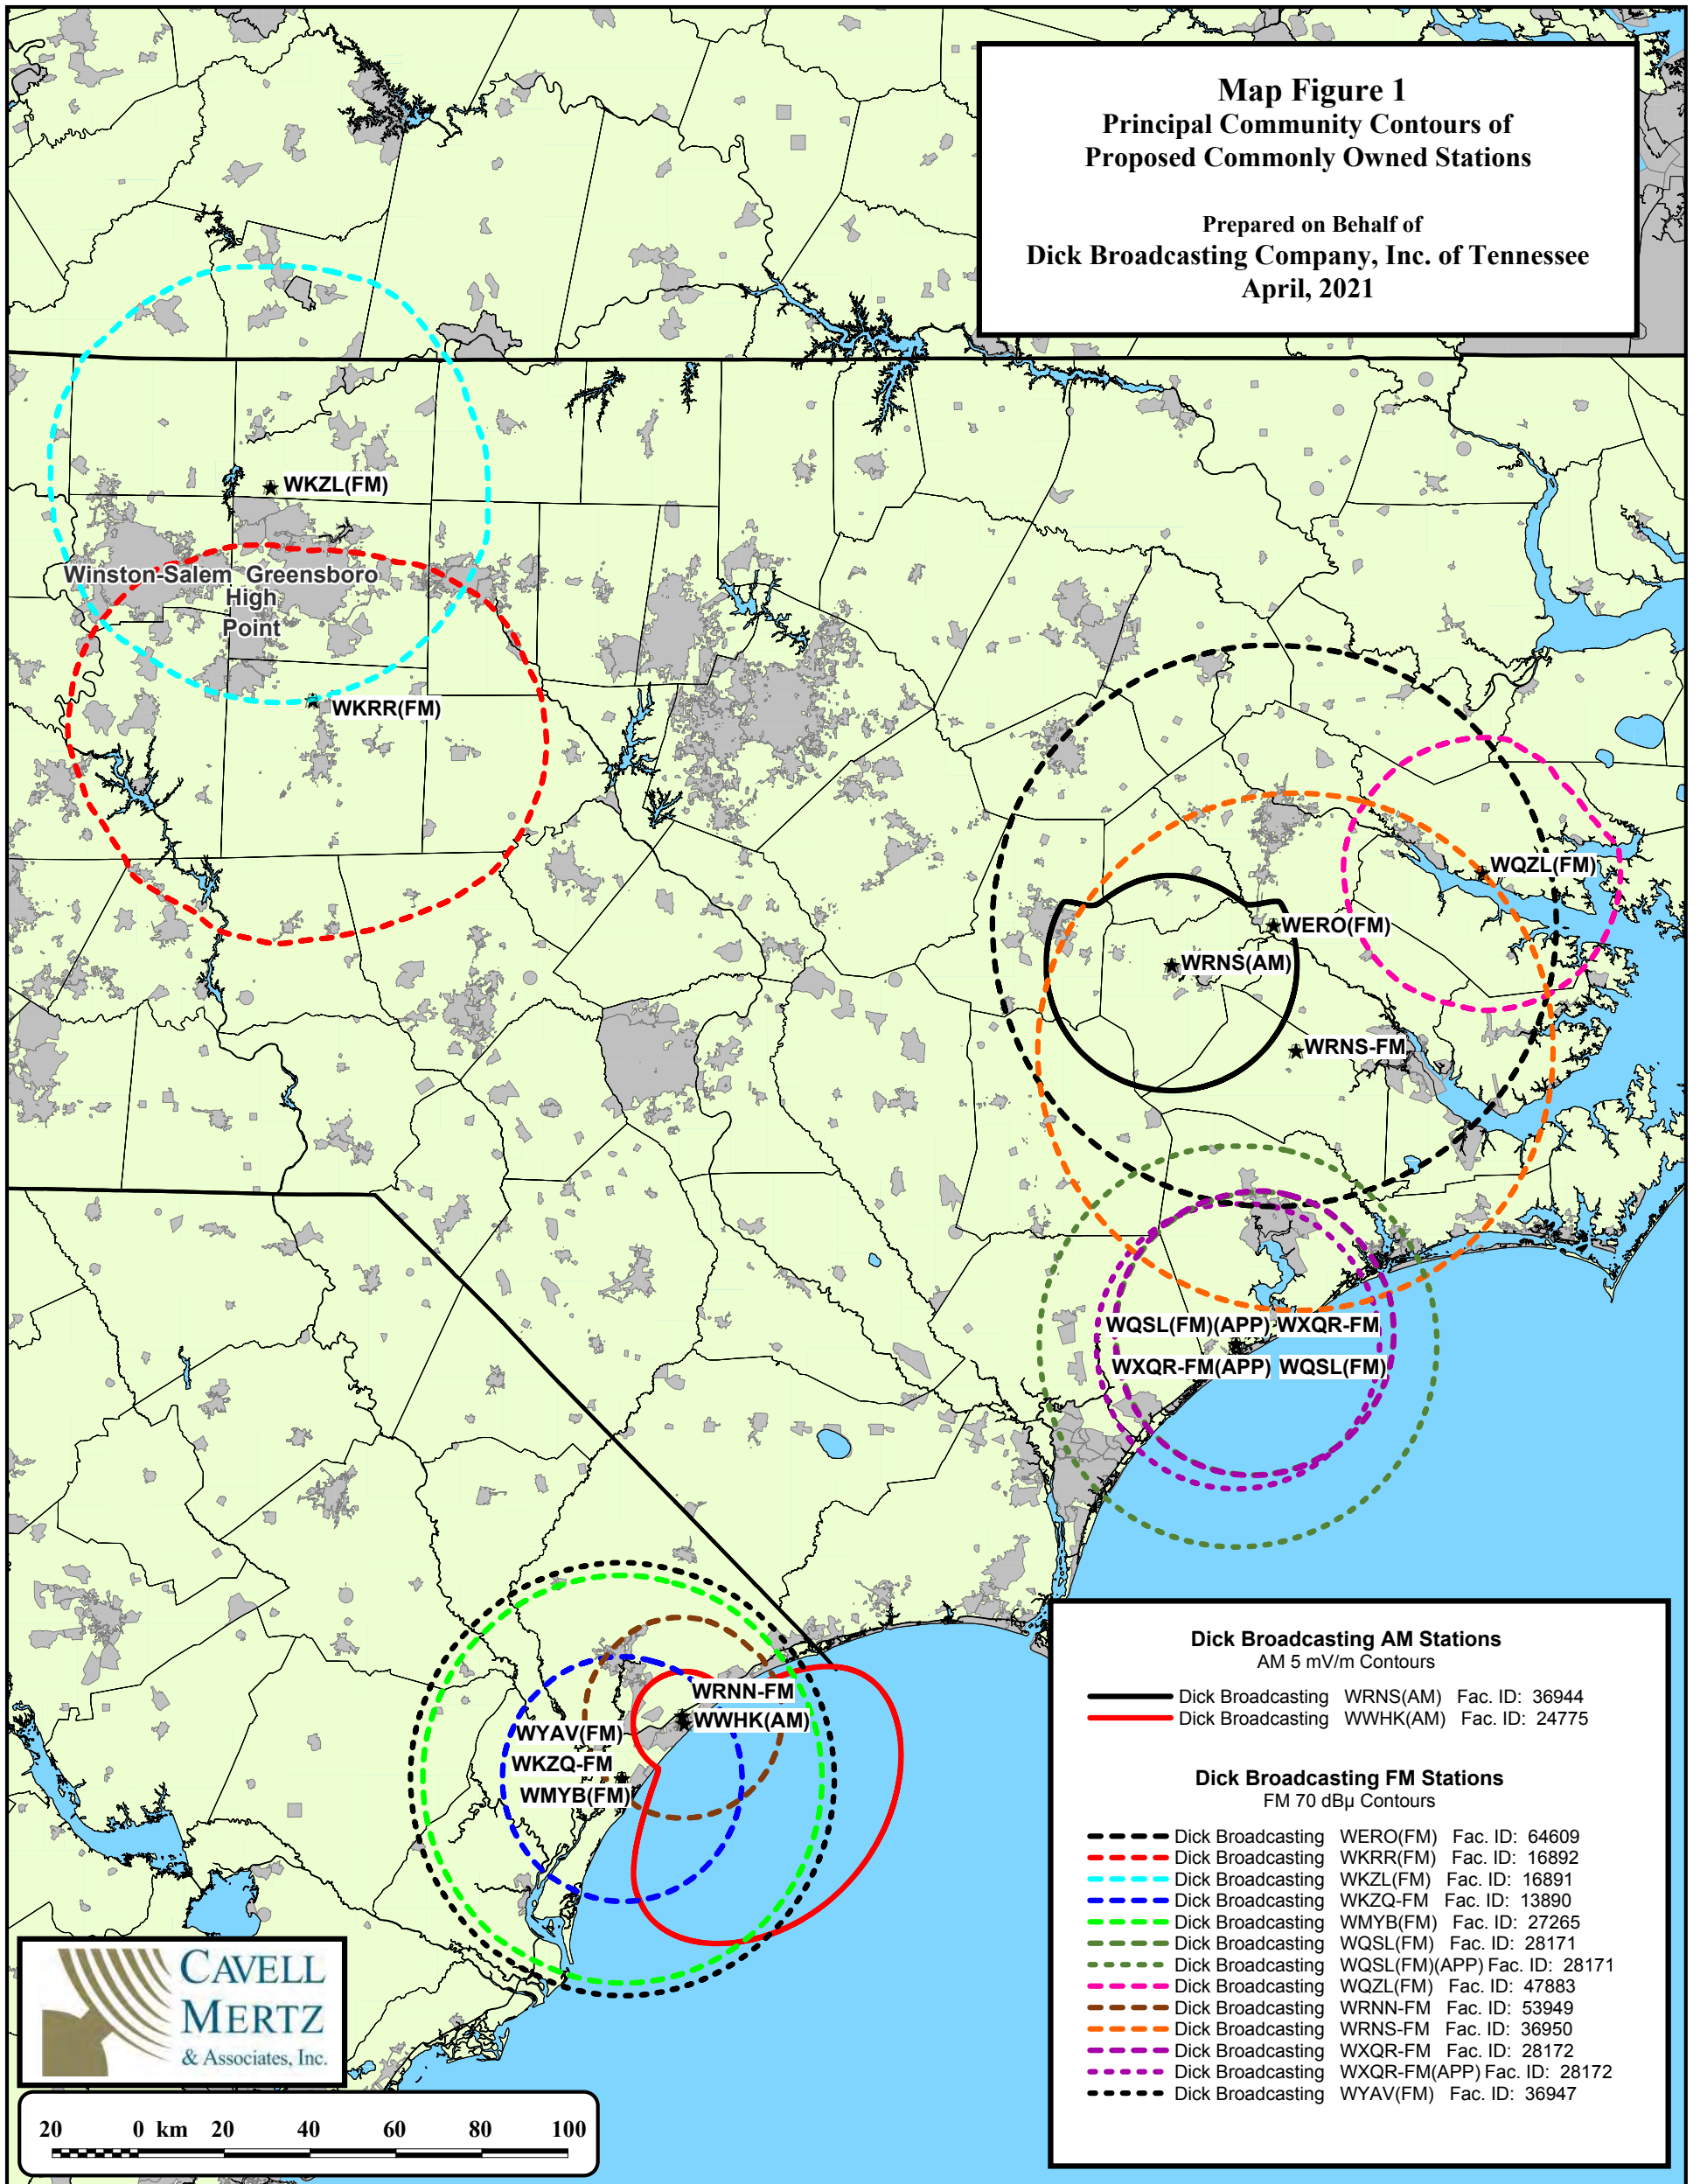 Map Figure 1
Principal Community Contours of
Proposed Commonly Owned Stations
Prepared on Behalf of
Dick Broadcasting Company, Inc. of Tennessee
April, 2021
WKZL(FM)
Winston-Salem Greensboro
High
Point
WKRR(FM)
WQZL(FM)
WERO(FM)
WRNS(AM)
WRNS-FM
WQSL(FM)(APP) WXQR-FM
WXQR-FM(APP) WQSL(FM)
WRNN-FM
WWHK(AM)
WYAV(FM)
WKZQ-FM
WMYB(FM)
Dick Broadcasting AM Stations
AM 5 mV/m Contours
Dick Broadcasting WRNS(AM) Fac. ID: 36944
Dick Broadcasting WWHK(AM) Fac. ID: 24775
Dick Broadcasting FM Stations
FM 70 dBµ Contours
Dick Broadcasting WERO(FM) Fac. ID: 64609
Dick Broadcasting WKRR(FM) Fac. ID: 16892
Dick Broadcasting WKZL(FM) Fac. ID: 16891
Dick Broadcasting WKZQ-FM Fac. ID: 13890
Dick Broadcasting WMYB(FM) Fac. ID: 27265
Dick Broadcasting WQSL(FM) Fac. ID: 28171
Dick Broadcasting WQSL(FM)(APP) Fac. ID: 28171
Dick Broadcasting WQZL(FM) Fac. ID: 47883
Dick Broadcasting WRNN-FM Fac. ID: 53949
Dick Broadcasting WRNS-FM Fac. ID: 36950
Dick Broadcasting WXQR-FM Fac. ID: 28172
Dick Broadcasting WXQR-FM(APP) Fac. ID: 28172
Dick Broadcasting WYAV(FM) Fac. ID: 36947
CAVELL
MERTZ
& Associates, Inc.
20 0 km 20 40 60 80 100